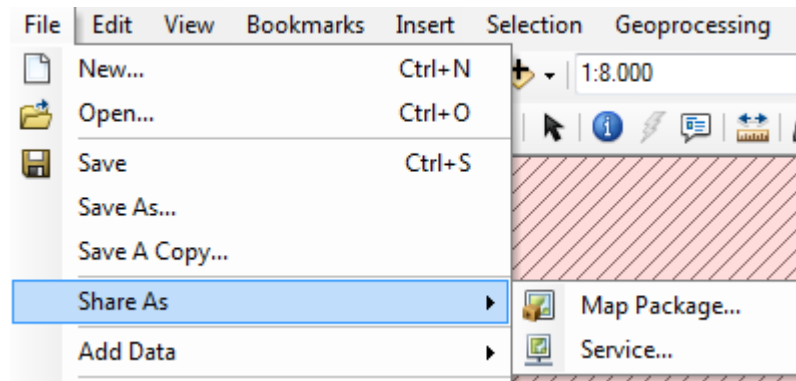 File Edit View Bookmarks Insert Selection Geoprocessing
New... Ctrl+N
1:8.000
Open... Ctrl+O
Save Ctrl+S
Save As...
Save A Copy...
Share As
Map Package...
Add Data
Service...